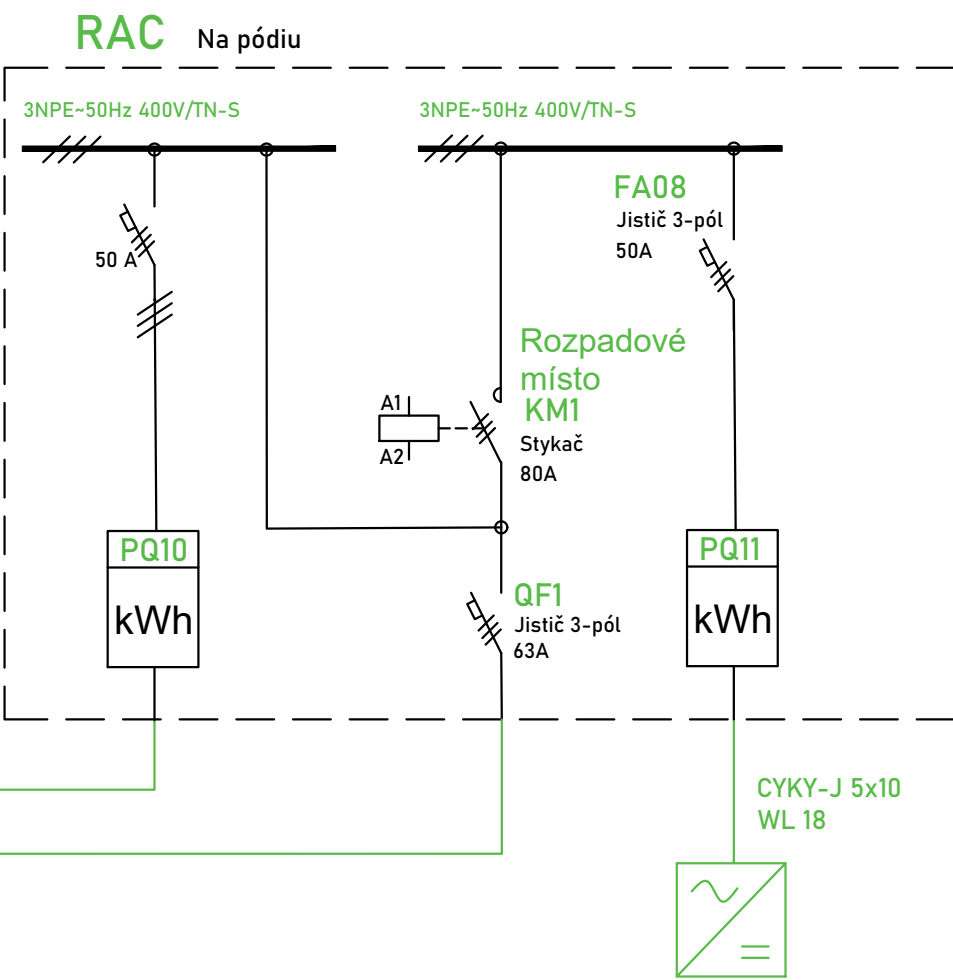 RAC Na pódiu
3NPE~50Hz 400V/TN-S
3NPE~50Hz 400V/TN-S
FA08
Jistič 3-pól
50A
50 A
Rozpadové
místo
KM1
A1
A2
Stykač
80A
PQ10
kWh
QF1
Jistič 3-pól
63A
PQ11
kWh
CYKY-J 5x10
WL 18